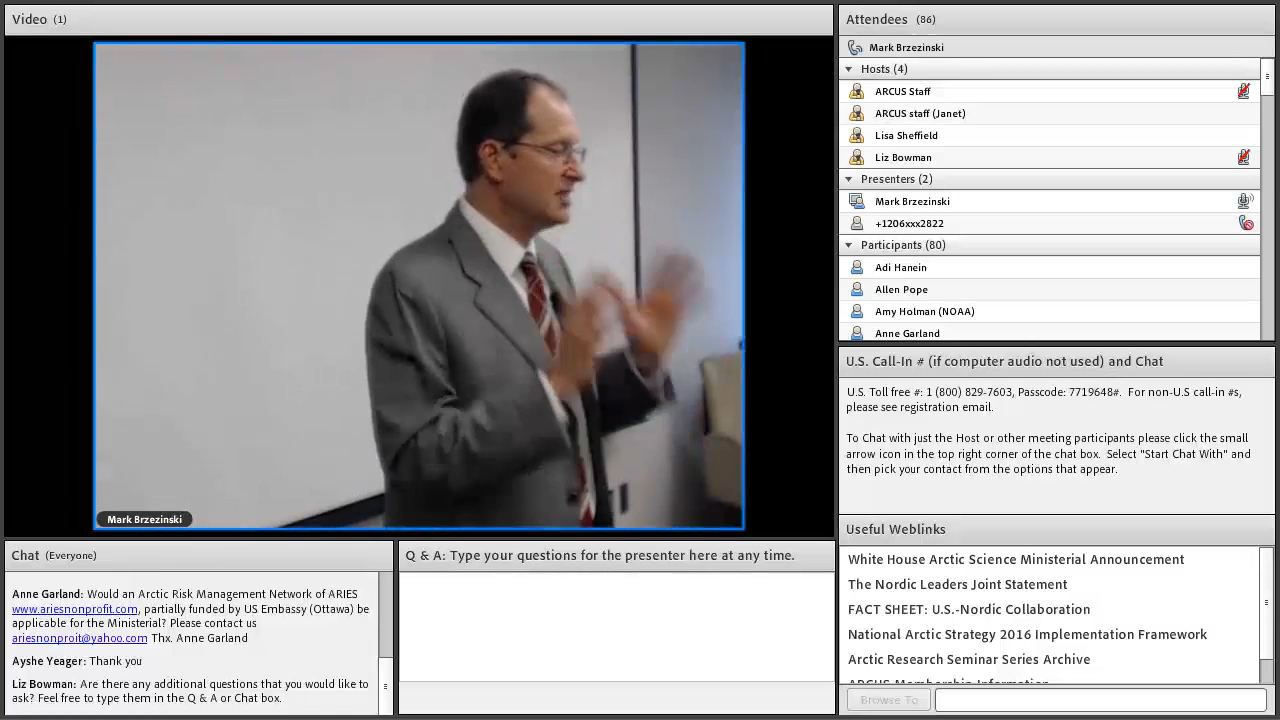 Video (1)
Mark Brzezinski
Attendees (86)
Mark Brzezinski
Hosts (4)
ARCUS Staff
ARCUS staff (Janet)
Lisa Sheffield
Liz Bowman
Presenters (2)
Mark Brzezinski
+1206xxx2822
Participants (80)
Adi Hanein
Allen Pope
Amy Holman (NOAA)
Anne Garland
U.S. Call-In # (if computer audio not used) and Chat
U.S. Toll free #: 1 (800) 829-7603, Passcode: 7719648#. For non-U.S call-in #s,
please see registration email.
To Chat with just the Host or other meeting participants please click the small
arrow icon in the top right corner of the chat box. Select "Start Chat With" and
then pick your contact from the options that appear.
Useful Weblinks
White House Arctic Science Ministerial Announcement
The Nordic Leaders Joint Statement
FACT SHEET: U.S.-Nordic Collaboration
National Arctic Strategy 2016 Implementation Framework
Arctic Research Seminar Series Archive
ARCUS Membership Information
Browse To
Chat (Everyone)
Anne Garland: Would an Arctic Risk Management Network of ARIES
www.ariesnonprofit.com, partially funded by US Embassy (Ottawa) be
applicable for the Ministerial? Please contact us
ariesnonproit@yahoo.com Thx. Anne Garland
Ayshe Yeager: Thank you
Liz Bowman: Are there any additional questions that you would like to
ask? Feel free to type them in the Q & A or Chat box.
Q & A: Type your questions for the presenter here at any time.